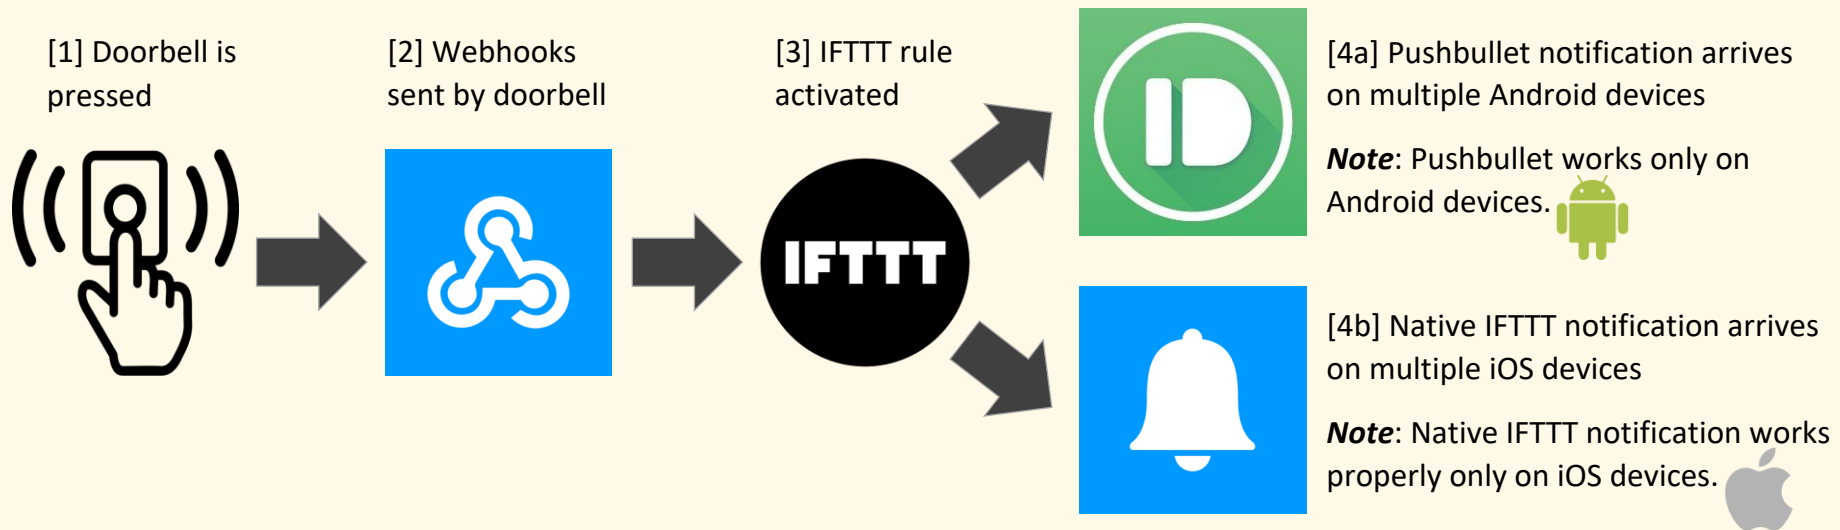 [1] Doorbell is
pressed
[2] Webhooks
sent by doorbell
[3] IFTTT rule
activated
IFTTT
[4a] Pushbullet notification arrives
on multiple Android devices
Note: Pushbullet works only on
Android devices.
[4b] Native IFTTT notification arrives
on multiple iOS devices
Note: Native IFTTT notification works
properly only on iOS devices.